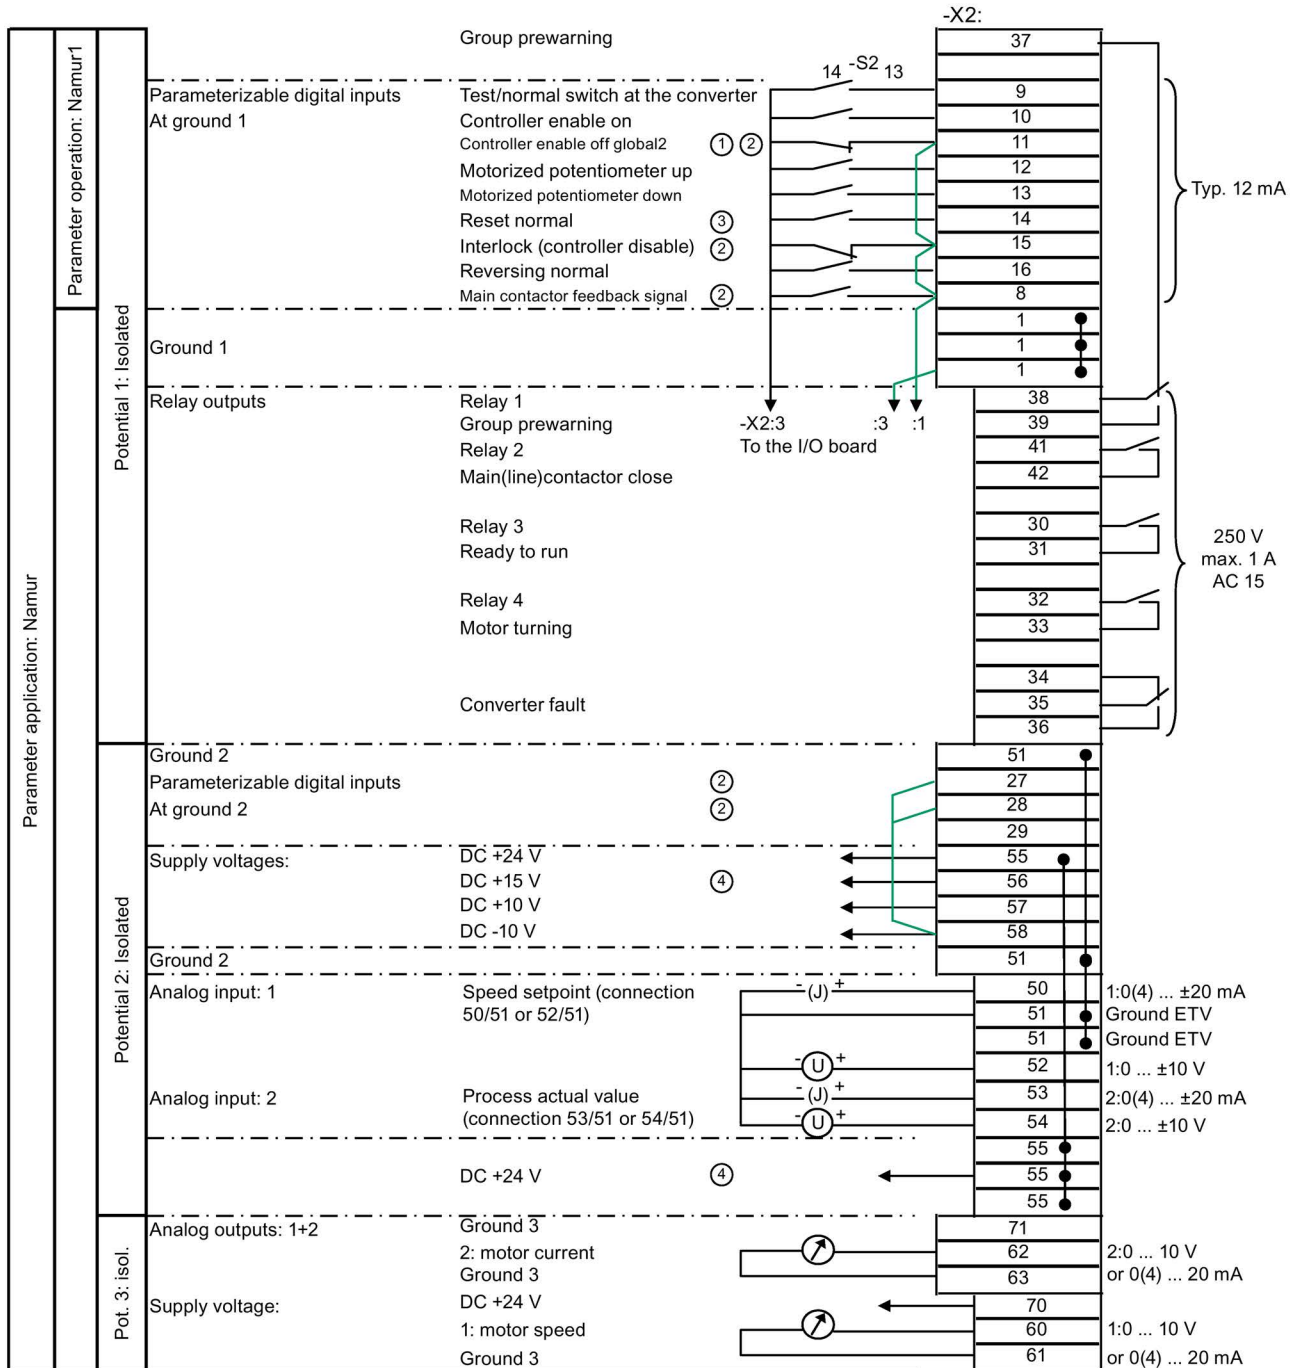 -X2:
Group prewarning 37
14 -S2 13
Parameterizable digital inputs Test/normal switch at the converter 9
At ground 1 Controller enable on 10
Controller enable off global2 1 2 11
Motorized potentiometer up 12
Motorized potentiometer down 13
Typ. 12 mA
Reset normal 3 14
Interlock (controller disable) 2 15
Reversing normal 16
Main contactor feedback signal 2 8
Parameter operation: Namur1
1
Ground 1 1
1
Relay outputs Relay 1 38
Group prewarning -X2:3 :3 :1 39
Relay 2 To the I/O board 41
Main(line)contactor close 42
Potential 1: Isolated
Relay 3 30
Ready to run 31
250 V
max. 1 A
AC 15
Relay 4 32
Motor turning 33
34
Converter fault 35
36
Parameter application: Namur
Ground 2 51
Parameterizable digital inputs 2 27
At ground 2 2 28
29
Supply voltages: DC +24 V 55
DC +15 V 4 56
DC +10 V 57
DC -10 V 58
Ground 2 51
Potential 2: Isolated
Analog input: 1 Speed setpoint (connection - (J) + 50 1:0(4) ... ±20 mA
50/51 or 52/51) 51 Ground ETV
51 Ground ETV
- U + 52 1:0 ... ±10 V
Analog input: 2 Process actual value - (J) + 53 2:0(4) ... ±20 mA
(connection 53/51 or 54/51) - U + 54 2:0 ... ±10 V
55
DC +24 V 4 55
55
Analog outputs: 1+2 Ground 3 71
2: motor current 62 2:0 ... 10 V
Ground 3 63 or 0(4) ... 20 mA
Pot. 3: isol.
Supply voltage: DC +24 V 70
1: motor speed 60 1:0 ... 10 V
Ground 3 61 or 0(4) ... 20 mA